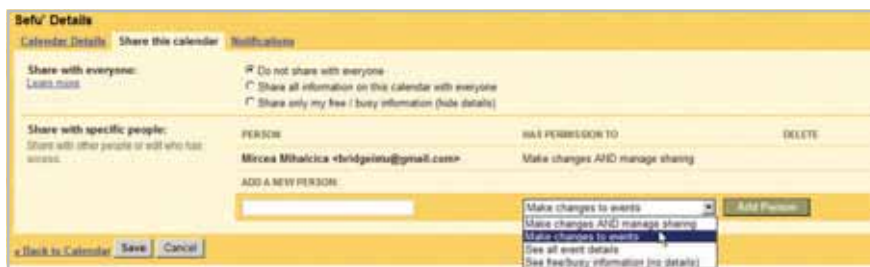 Sefu' Details
Calendar Details Share this calendar Notifications
Share with everyone: Do not share with everyone
Learn more Share all information on this calendar with everyone
Share only my free / busy information (hide details)
Share with specific people: PERSON HAS PERMISSION TO DELETE
Share with other people or edit who has access.
Mircea Mihalcica <bridgeimu@gmail.com> Make changes AND manage sharing
ADD A NEW PERSON:
Make changes to events Add Person
Make changes AND manage sharing
Make changes to events
See all event details
See free/busy information (no details)
« Back to Calendar Save Cancel